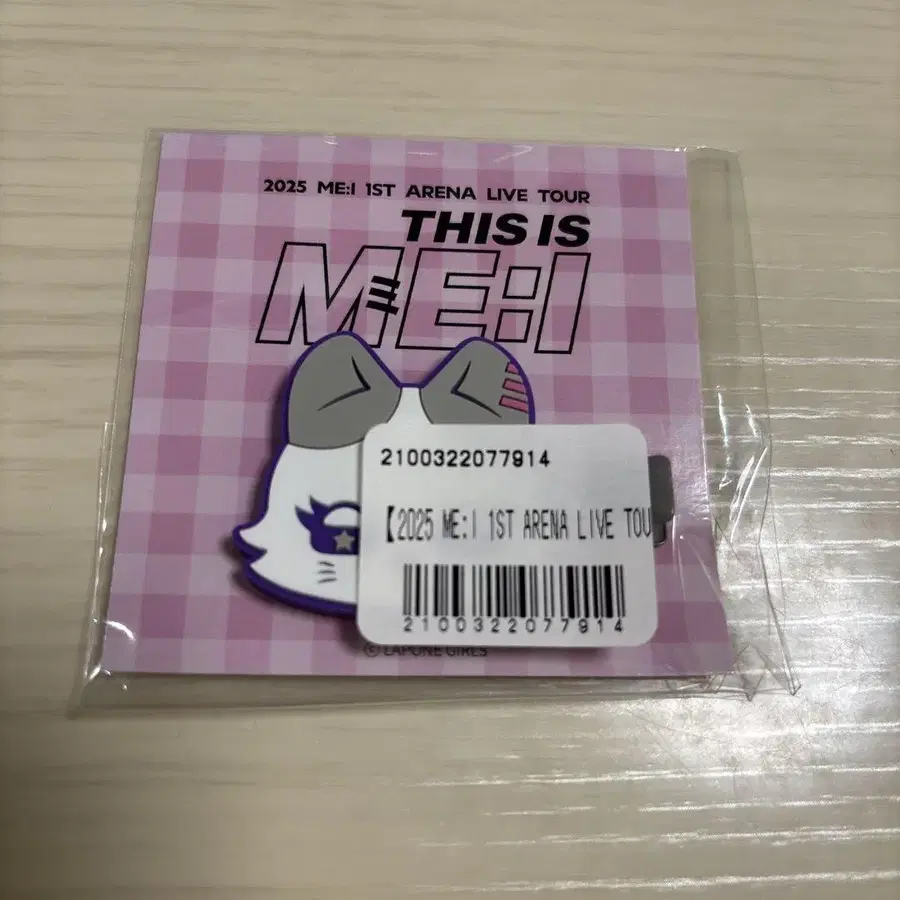 2025 ME:I 1ST ARENA LIVE TOUR
THIS IS
ME:I
2100322077914
【2025 ME:I 1ST ARENA LIVE TOU
2100322077914
© LAPONE GIRLS